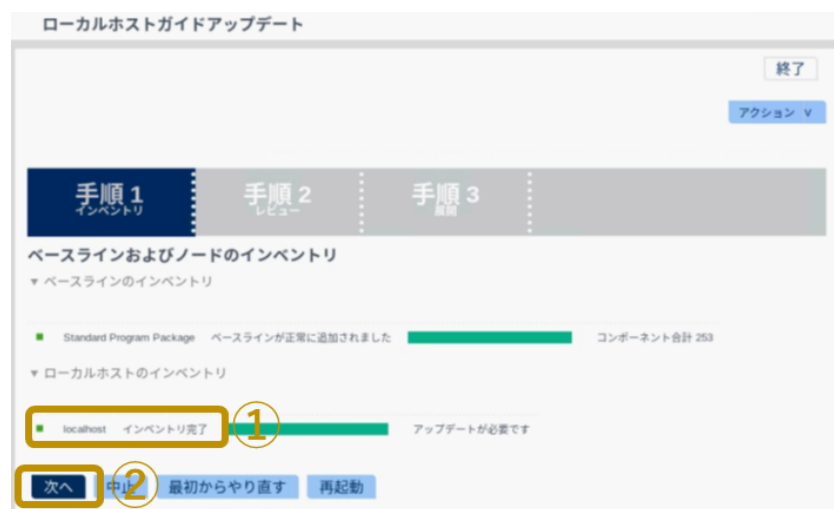 ローカルホストガイドアップデート
終了
アクション ∨
手順 1
インベントリ
手順 2
レビュー
手順 3
展開
ベースラインおよびノードのインベントリ
▼ ベースラインのインベントリ
Standard Program Package ベースラインが正常に追加されました コンポーネント合計 253
▼ ローカルホストのインベントリ
localhost インベントリ完了 ① アップデートが必要です
次へ ② 中止 最初からやり直す 再起動